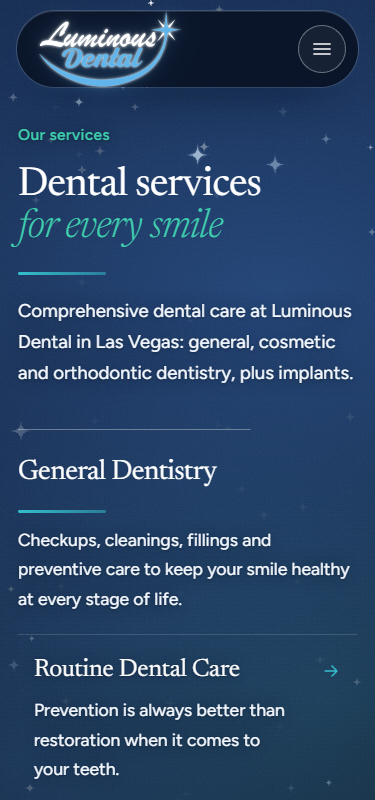 Luminous
Dental
Our services
Dental services
for every smile
Comprehensive dental care at Luminous
Dental in Las Vegas: general, cosmetic
and orthodontic dentistry, plus implants.
General Dentistry
Checkups, cleanings, fillings and
preventive care to keep your smile healthy
at every stage of life.
Routine Dental Care
Prevention is always better than
restoration when it comes to
your teeth.